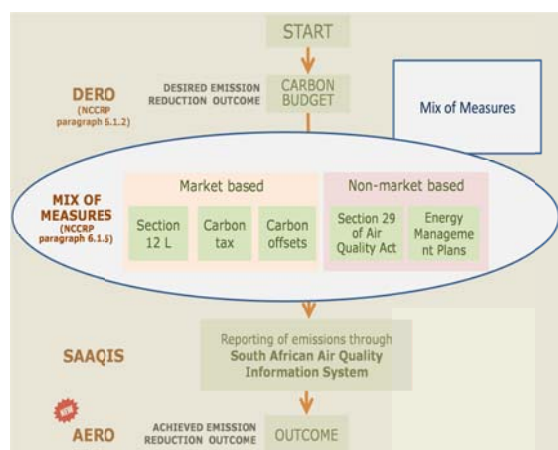 START
DERO
(NCCRP
paragraph 6.1.2)
DESIRED EMISSION
REDUCTION OUTCOME
CARBON
BUDGET
Mix of Measures
MIX OF
MEASURES
(NCCRP
paragraph 6.1.5)
Market based
Section
12 L
Carbon
tax
Carbon
offsets
Non-market based
Section 29
of Air
Quality Act
Energy
Manageme
nt Plans
SAAQIS
Reporting of emissions through
South African Air Quality
Information System
NEW
AERO
ACHIEVED EMISSION
REDUCTION OUTCOME
OUTCOME